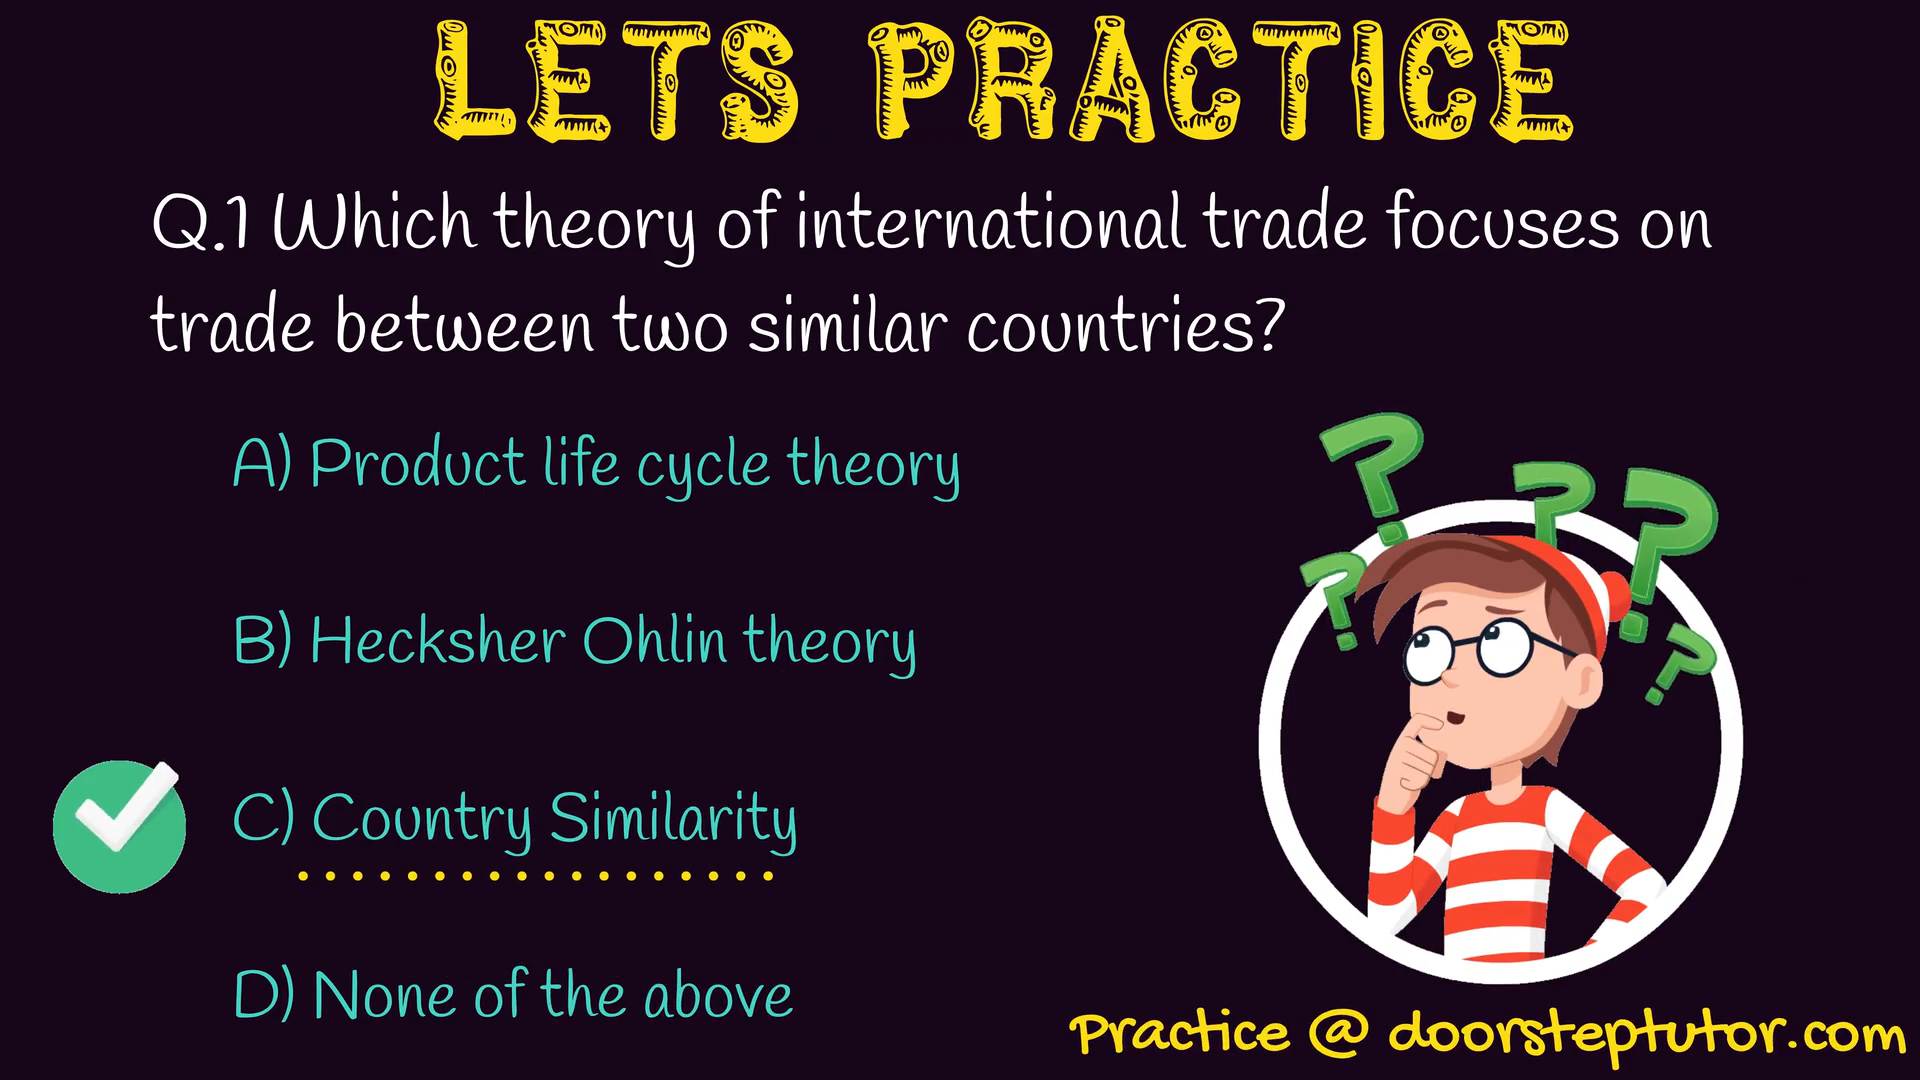 LETS PRACTICE
Q.1 Which theory of international trade focuses on
trade between two similar countries?
A) Product life cycle theory
B) Hecksher Ohlin theory
C) Country Similarity
D) None of the above
Practice @ doorsteptutor.com